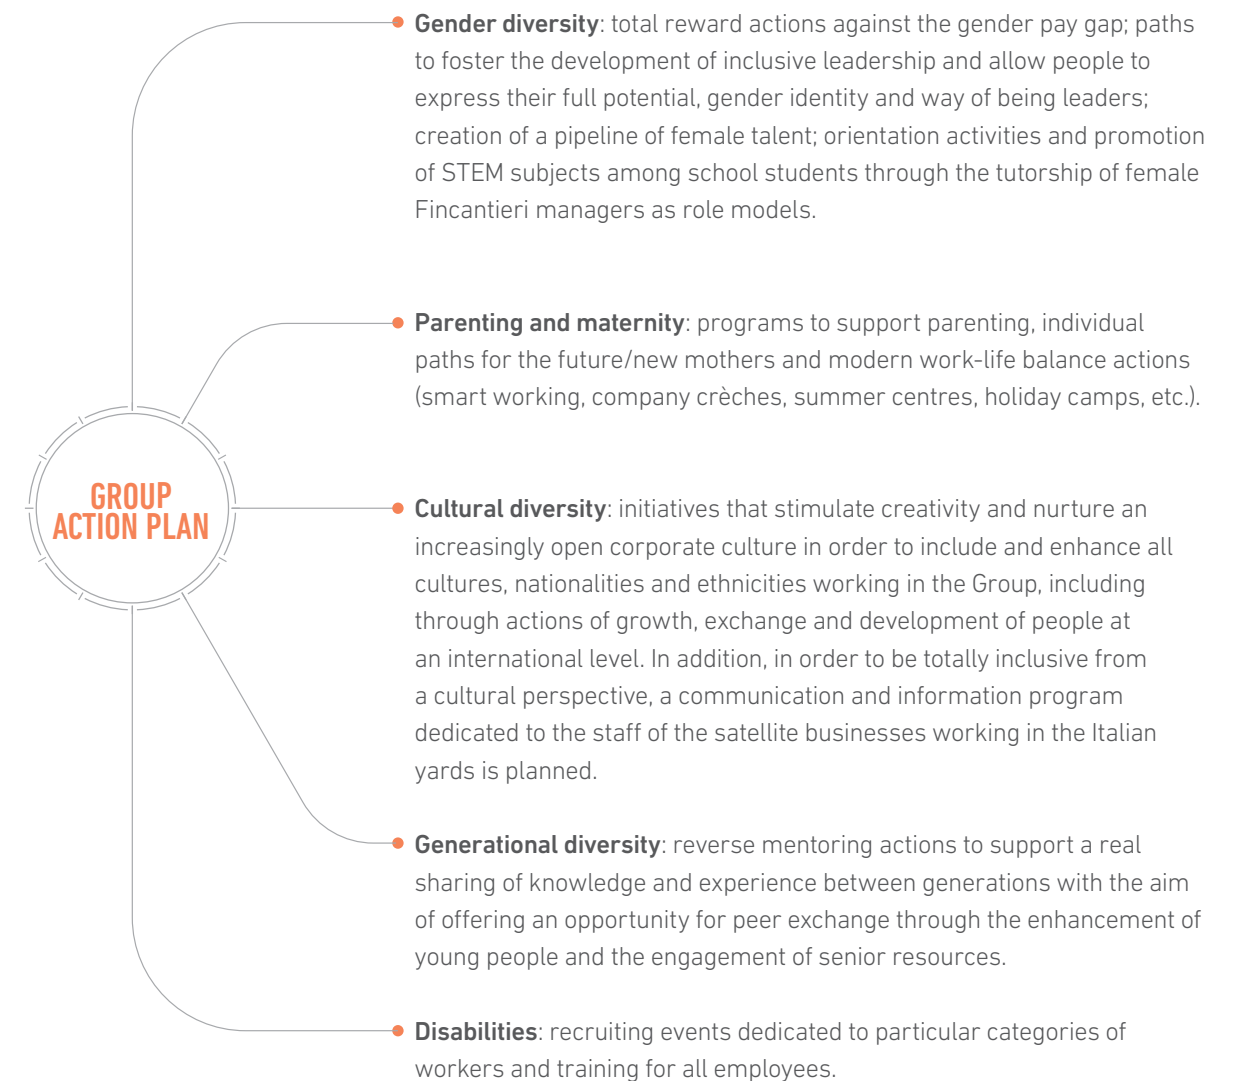 Gender diversity: total reward actions against the gender pay gap; paths
to foster the development of inclusive leadership and allow people to
express their full potential, gender identity and way of being leaders;
creation of a pipeline of female talent; orientation activities and promotion
of STEM subjects among school students through the tutorship of female
Fincantieri managers as role models.
Parenting and maternity: programs to support parenting, individual
paths for the future/new mothers and modern work-life balance actions
(smart working, company crèches, summer centres, holiday camps, etc.).
GROUP
ACTION PLAN
Cultural diversity: initiatives that stimulate creativity and nurture an
increasingly open corporate culture in order to include and enhance all
cultures, nationalities and ethnicities working in the Group, including
through actions of growth, exchange and development of people at
an international level. In addition, in order to be totally inclusive from
a cultural perspective, a communication and information program
dedicated to the staff of the satellite businesses working in the Italian
yards is planned.
Generational diversity: reverse mentoring actions to support a real
sharing of knowledge and experience between generations with the aim
of offering an opportunity for peer exchange through the enhancement of
young people and the engagement of senior resources.
Disabilities: recruiting events dedicated to particular categories of
workers and training for all employees.